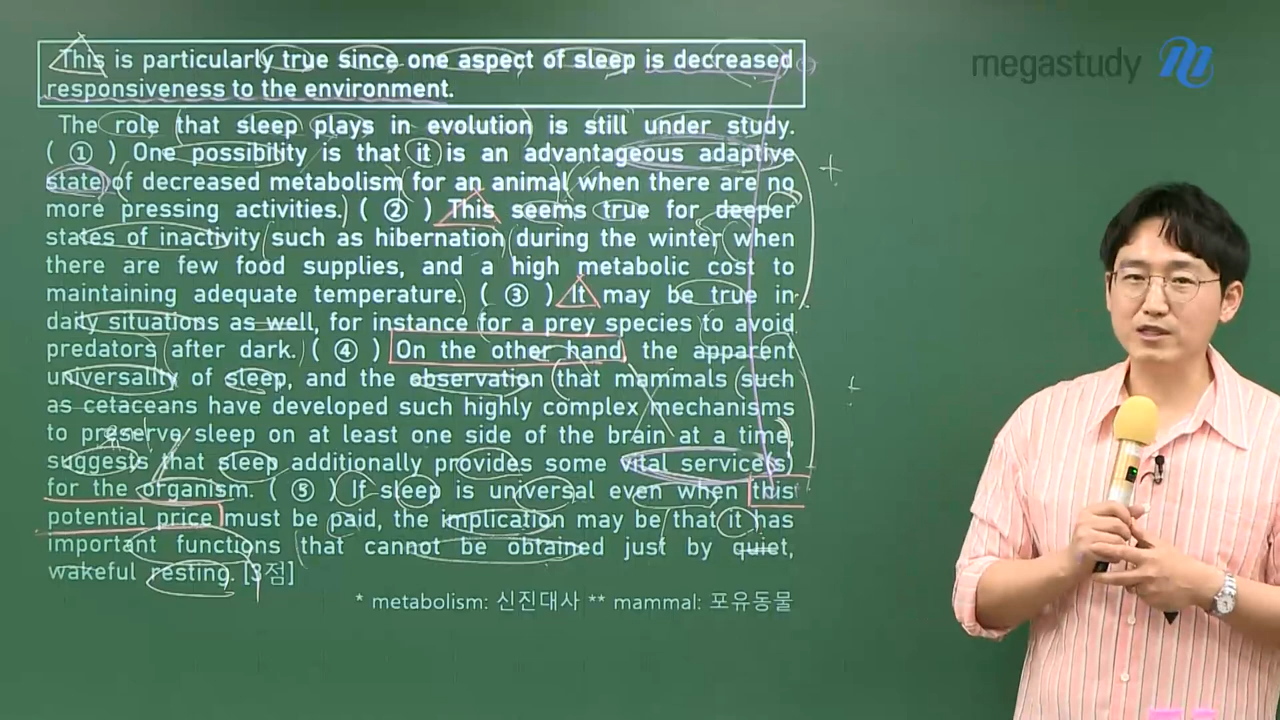 megastudy
This is particularly true since one aspect of sleep is decreased
responsiveness to the environment.
The role that sleep plays in evolution is still under study.
( ① ) One possibility is that it is an advantageous adaptive
state of decreased metabolism for an animal when there are no
more pressing activities. ( ② ) This seems true for deeper
states of inactivity such as hibernation during the winter when
there are few food supplies, and a high metabolic cost to
maintaining adequate temperature. ( ③ ) It may be true in
daily situations as well, for instance for a prey species to avoid
predators after dark. ( ④ ) On the other hand, the apparent
universality of sleep, and the observation that mammals such
as cetaceans have developed such highly complex mechanisms
to preserve sleep on at least one side of the brain at a time,
suggests that sleep additionally provides some vital service(s)
for the organism. ( ⑤ ) If sleep is universal even when this
potential price must be paid, the implication may be that it has
important functions that cannot be obtained just by quiet,
wakeful resting. [3점]
* metabolism: 신진대사 ** mammal: 포유동물